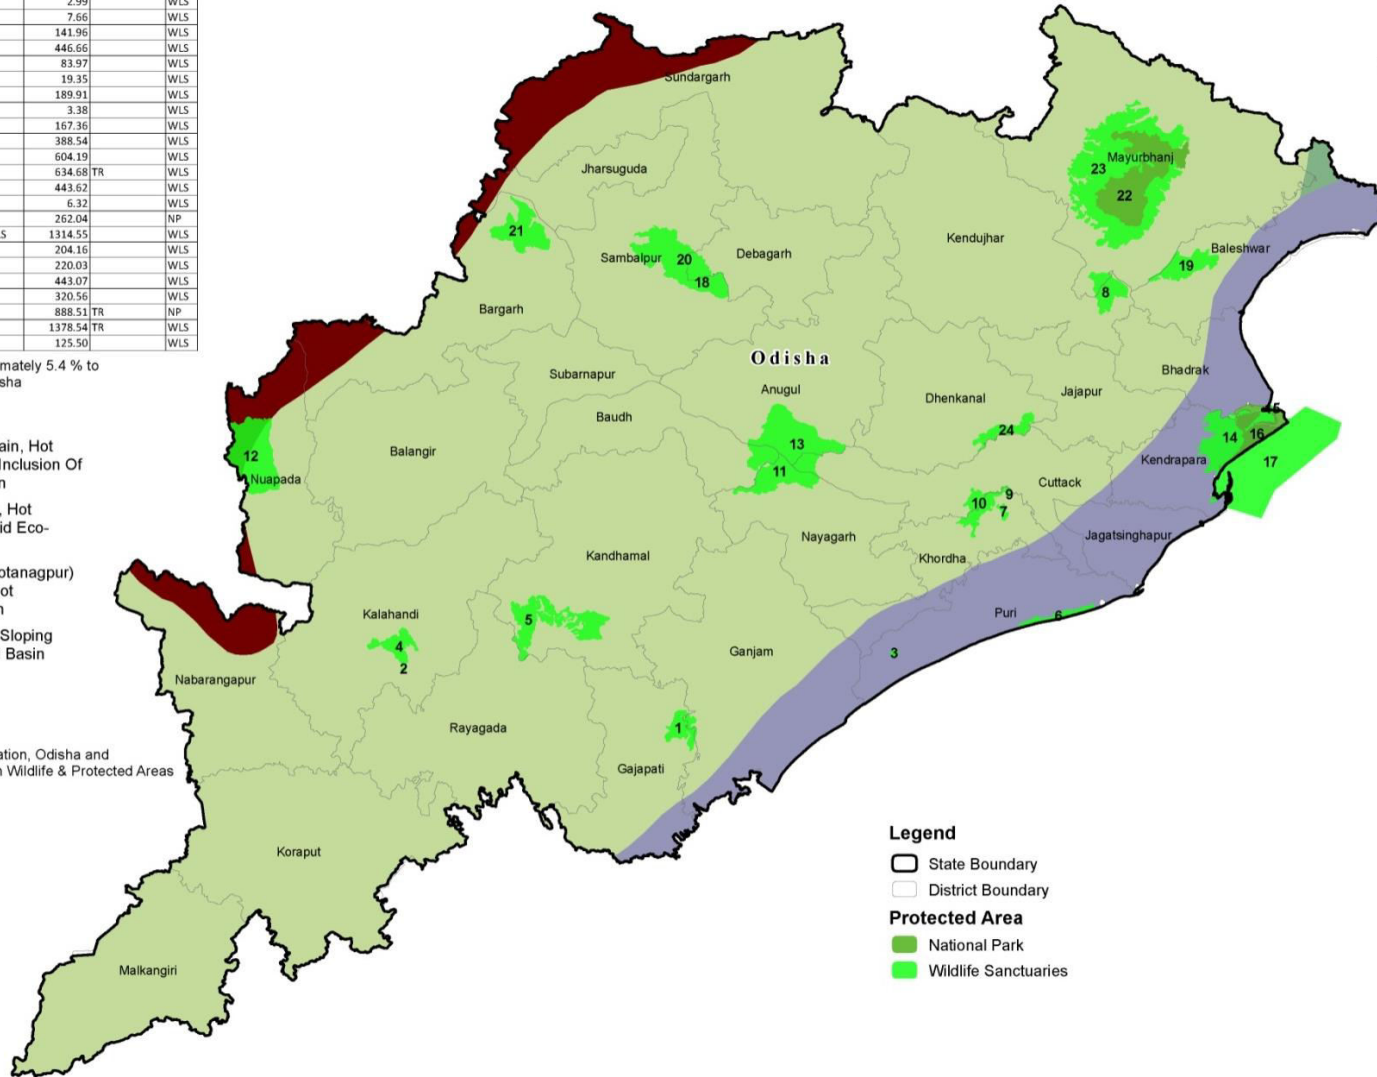 2.99 WLS
7.66 WLS
141.96 WLS
446.66 WLS
83.97 WLS
19.35 WLS
189.91 WLS
3.38 WLS
167.36 WLS
388.54 WLS
604.19 WLS
634.68 TR WLS
443.62 WLS
6.32 WLS
262.04 NP
1314.55 WLS
204.16 WLS
220.03 WLS
443.07 WLS
320.56 WLS
888.51 TR NP
1378.54 TR WLS
125.50 WLS
mately 5.4 % to
sha
ain, Hot
Inclusion Of
n
, Hot
id Eco-
otanagpur)
ot
n
Sloping
Basin
ation, Odisha and
n Wildlife & Protected Areas
Sundargarh
Jharsuguda
Mayurbhanj
23
22
21
Sambalpur
20
18
Debagarh
Kendujhar
Baleshwar
19
8
Bargarh
Odisha
Subarnapur
Anugul
Bhadrak
Baudh
Dhenkanal
Jajapur
24
15
14
16
17
Balangir
13
11
12
Nuapada
Kendrapara
Cuttack
10
9
7
Nayagarh
Jagatsinghapur
Kandhamal
Khordha
Kalahandi
5
Puri
6
4
2
Ganjam
3
Nabarangapur
Rayagada
1
Gajapati
Koraput
Malkangiri
Legend
State Boundary
District Boundary
Protected Area
National Park
Wildlife Sanctuaries